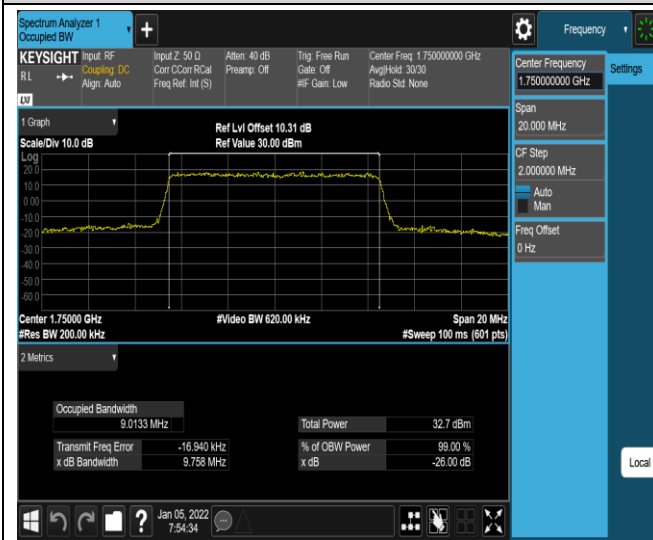 Spectrum Analyzer 1
Occupied BW
+
Frequency
KEYSIGHT
R L
LXI
Input: RF
Coupling: DC
Align: Auto
Input Z: 50 Ω
Corr CCorr RCal
Freq Ref: Int (S)
Atten: 40 dB
Preamp: Off
Trig: Free Run
Gate: Off
#IF Gain: Low
Center Freq: 1.750000000 GHz
Avg|Hold: 30/30
Radio Std: None
Center Frequency
1.750000000 GHz
Settings
Span
20.000 MHz
CF Step
2.000000 MHz
Auto
Man
Freq Offset
0 Hz
1 Graph
Scale/Div 10.0 dB
Ref Lvl Offset 10.31 dB
Ref Value 30.00 dBm
Log
20.0
10.0
0.00
-10.0
-20.0
-30.0
-40.0
-50.0
-60.0
Center 1.75000 GHz
#Res BW 200.00 kHz
#Video BW 620.00 kHz
Span 20 MHz
#Sweep 100 ms (601 pts)
2 Metrics
Occupied Bandwidth
9.0133 MHz
Total Power 32.7 dBm
Transmit Freq Error -16.940 kHz
% of OBW Power 99.00 %
x dB Bandwidth 9.758 MHz
x dB -26.00 dB
Local
?
Jan 05, 2022
7:54:34